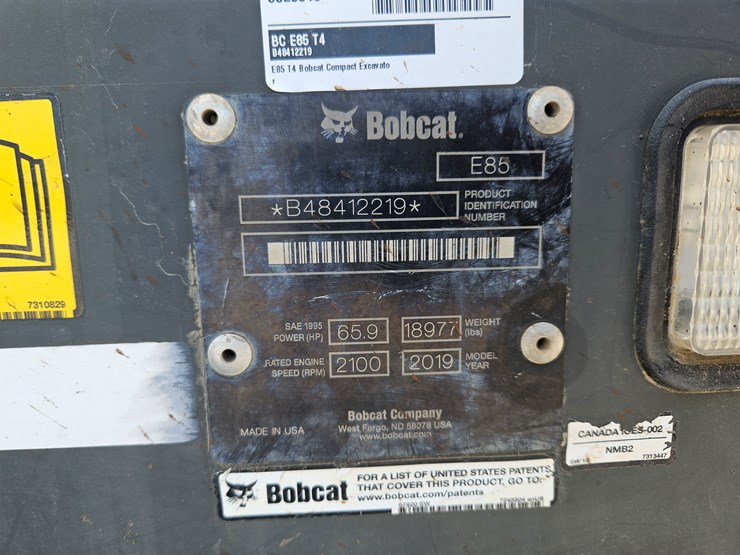 BC E85 T4
B48412219
E85 T4 Bobcat Compact Excavato
r
Bobcat.
E85
*B48412219*
PRODUCT
IDENTIFICATION
NUMBER
SAE 1995
POWER (HP)
65.9
18977
WEIGHT
(lbs)
RATED ENGINE
SPEED (RPM)
2100
2019
MODEL
YEAR
Bobcat Company
West Fargo, ND 58078 USA
www.bobcat.com
MADE IN USA
7310829
CANADA ICES-002
NMB2
7313447
Bobcat
FOR A LIST OF UNITED STATES PATENTS
THAT COVER THIS PRODUCT, GO TO:
www.bobcat.com/patents